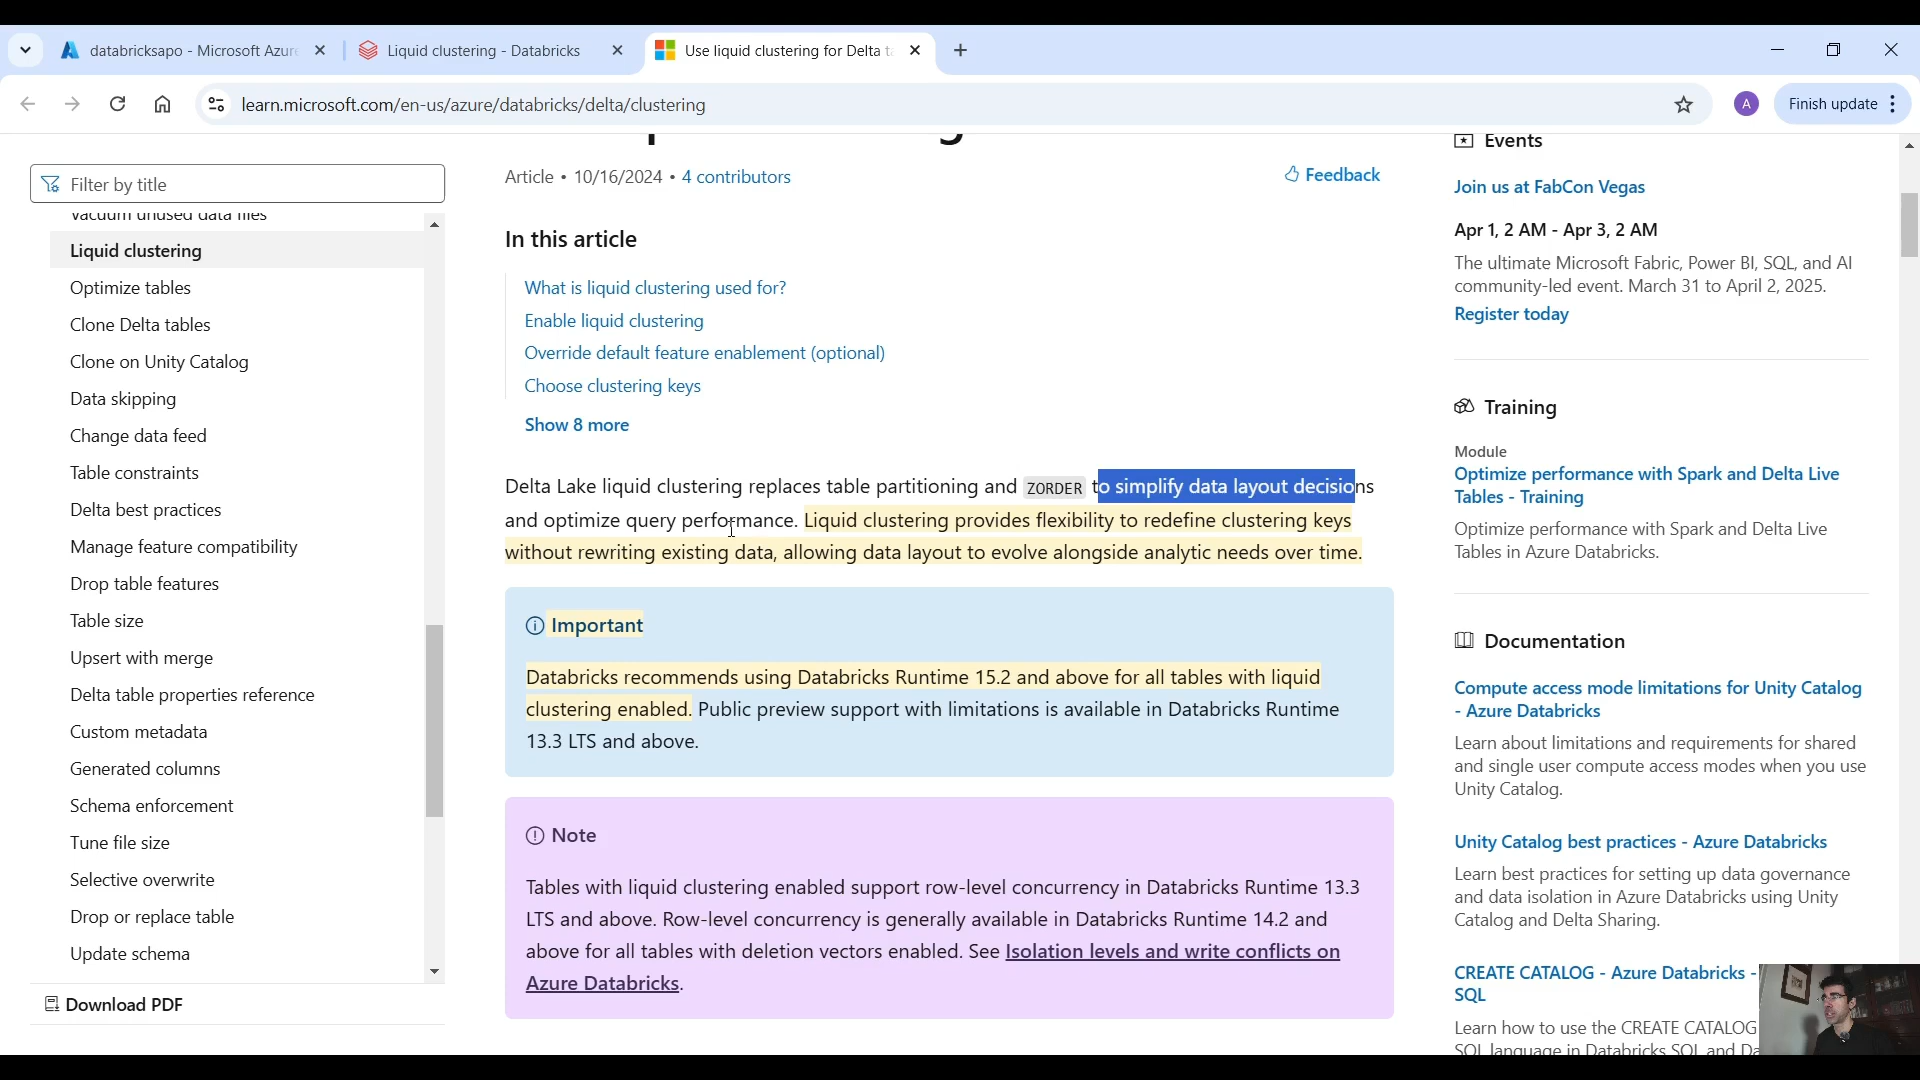 databricksapo - Microsoft Azure
Liquid clustering - Databricks
Use liquid clustering for Delta ta
learn.microsoft.com/en-us/azure/databricks/delta/clustering
A
Finish update
Filter by title
Vacuum unused data files
Liquid clustering
Optimize tables
Clone Delta tables
Clone on Unity Catalog
Data skipping
Change data feed
Table constraints
Delta best practices
Manage feature compatibility
Drop table features
Table size
Upsert with merge
Delta table properties reference
Custom metadata
Generated columns
Schema enforcement
Tune file size
Selective overwrite
Drop or replace table
Update schema
Download PDF
Article • 10/16/2024 • 4 contributors
Feedback
In this article
What is liquid clustering used for?
Enable liquid clustering
Override default feature enablement (optional)
Choose clustering keys
Show 8 more
Delta Lake liquid clustering replaces table partitioning and ZORDER to simplify data layout decisions
and optimize query performance. Liquid clustering provides flexibility to redefine clustering keys
without rewriting existing data, allowing data layout to evolve alongside analytic needs over time.
Important
Databricks recommends using Databricks Runtime 15.2 and above for all tables with liquid
clustering enabled. Public preview support with limitations is available in Databricks Runtime
13.3 LTS and above.
Note
Tables with liquid clustering enabled support row-level concurrency in Databricks Runtime 13.3
LTS and above. Row-level concurrency is generally available in Databricks Runtime 14.2 and
above for all tables with deletion vectors enabled. See Isolation levels and write conflicts on
Azure Databricks.
Events
Join us at FabCon Vegas
Apr 1, 2 AM - Apr 3, 2 AM
The ultimate Microsoft Fabric, Power BI, SQL, and AI
community-led event. March 31 to April 2, 2025.
Register today
Training
Module
Optimize performance with Spark and Delta Live
Tables - Training
Optimize performance with Spark and Delta Live
Tables in Azure Databricks.
Documentation
Compute access mode limitations for Unity Catalog
- Azure Databricks
Learn about limitations and requirements for shared
and single user compute access modes when you use
Unity Catalog.
Unity Catalog best practices - Azure Databricks
Learn best practices for setting up data governance
and data isolation in Azure Databricks using Unity
Catalog and Delta Sharing.
CREATE CATALOG - Azure Databricks -
SQL
Learn how to use the CREATE CATALOG
SQL language in Databricks SQL and Da